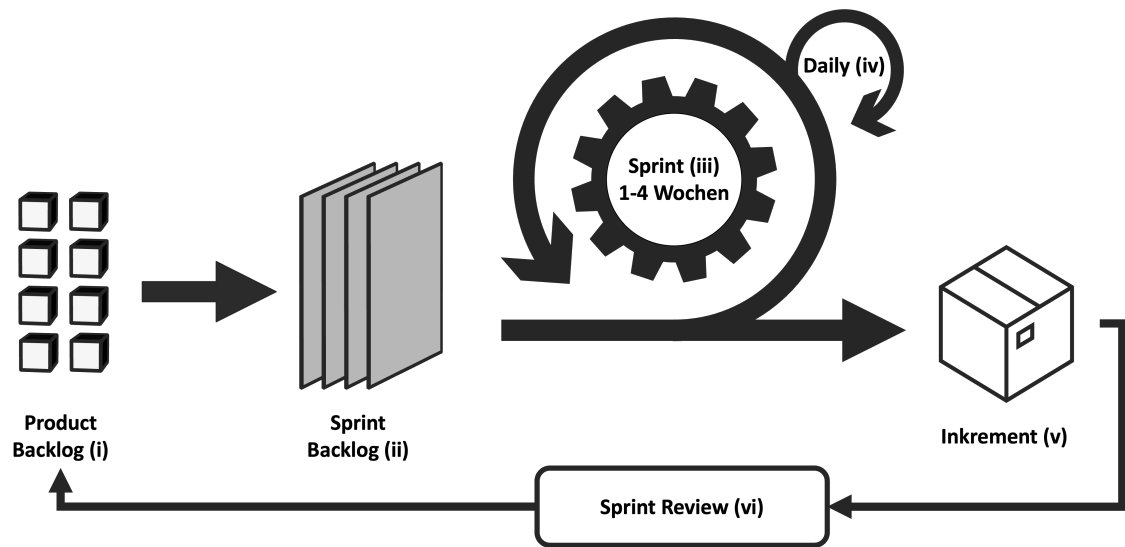 Daily (iv)
Sprint (iii)
1-4 Wochen
Product
Backlog (i)
Sprint
Backlog (ii)
Inkrement (v)
Sprint Review (vi)